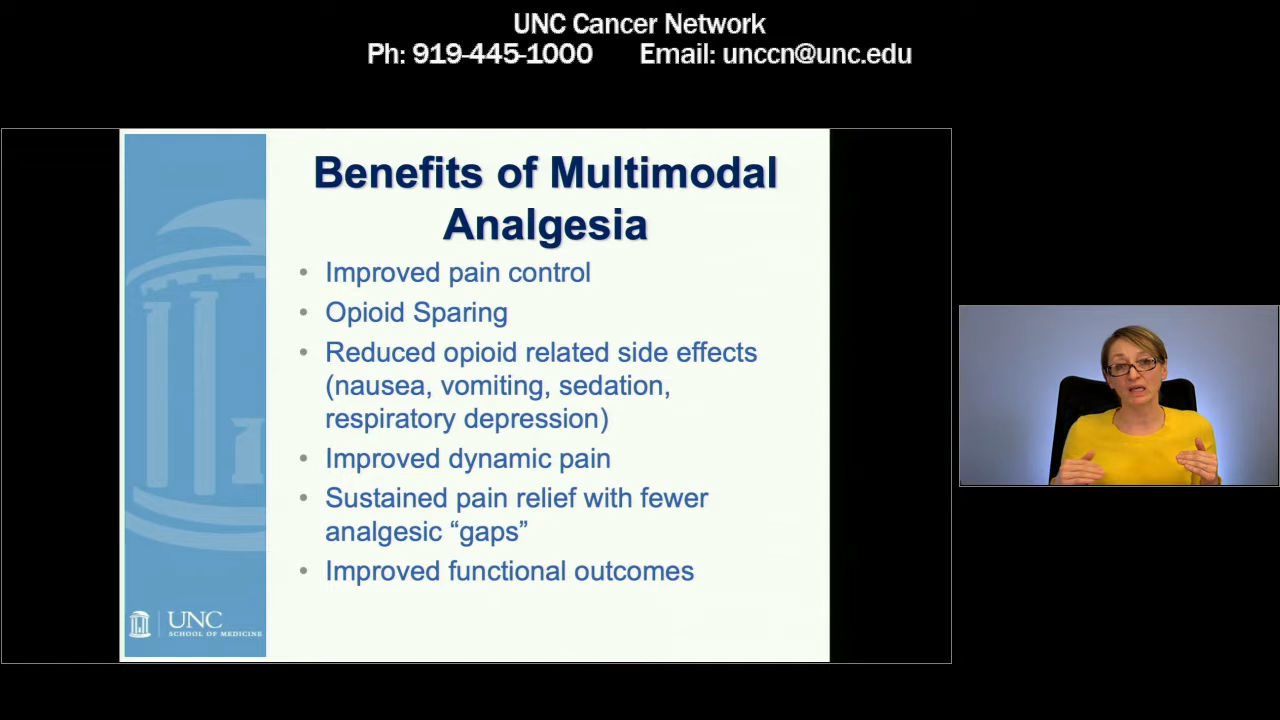 UNC Cancer Network
Ph: 919-445-1000 Email: unccn@unc.edu
Benefits of Multimodal
Analgesia
• Improved pain control
• Opioid Sparing
• Reduced opioid related side effects
(nausea, vomiting, sedation,
respiratory depression)
• Improved dynamic pain
• Sustained pain relief with fewer
analgesic “gaps”
• Improved functional outcomes
UNC
SCHOOL OF MEDICINE